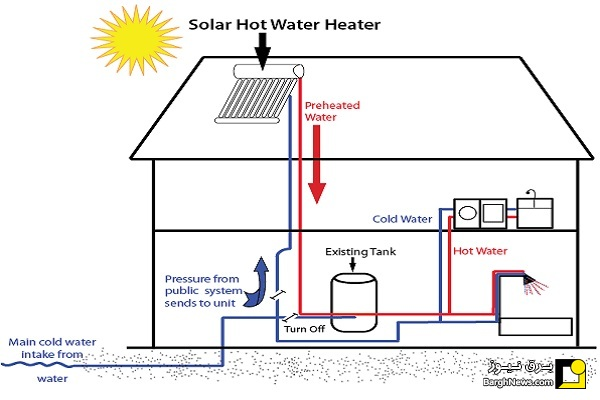 Solar Hot Water Heater
Preheated
Water
Cold Water
Hot Water
Existing Tank
Pressure from
public system
sends to unit
Turn Off
Main cold water
intake from
water
برق نیوز
BarghNews.com